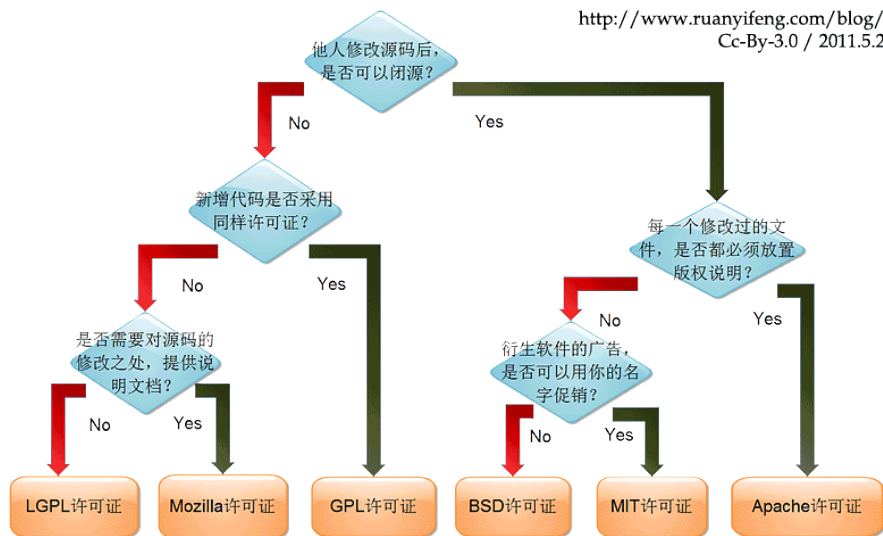 http://www.ruanyifeng.com/blog/
Cc-By-3.0 / 2011.5.2
他人修改源码后，
是否可以闭源？
No
Yes
新增代码是否采用
同样许可证？
每一个修改过的文
件，是否都必须放置
版权说明？
No
Yes
No
Yes
是否需要对源码的
修改之处，提供说
明文档？
衍生软件的广告，
是否可以用你的名
字促销？
No
Yes
No
Yes
LGPL许可证
Mozilla许可证
GPL许可证
BSD许可证
MIT许可证
Apache许可证